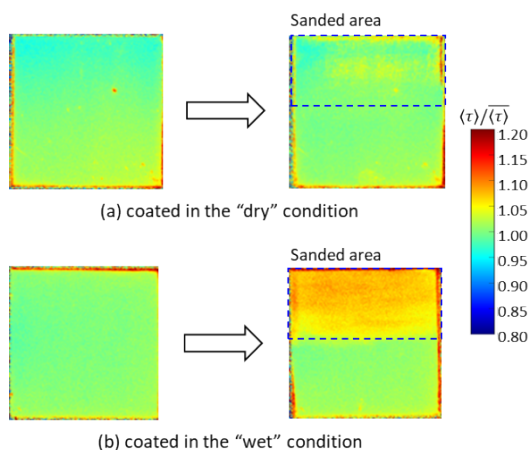 Sanded area
⟨τ⟩/⟨τ⟩̅
1.20
1.15
1.10
1.05
1.00
0.95
0.90
0.85
0.80
(a) coated in the “dry” condition
Sanded area
(b) coated in the “wet” condition